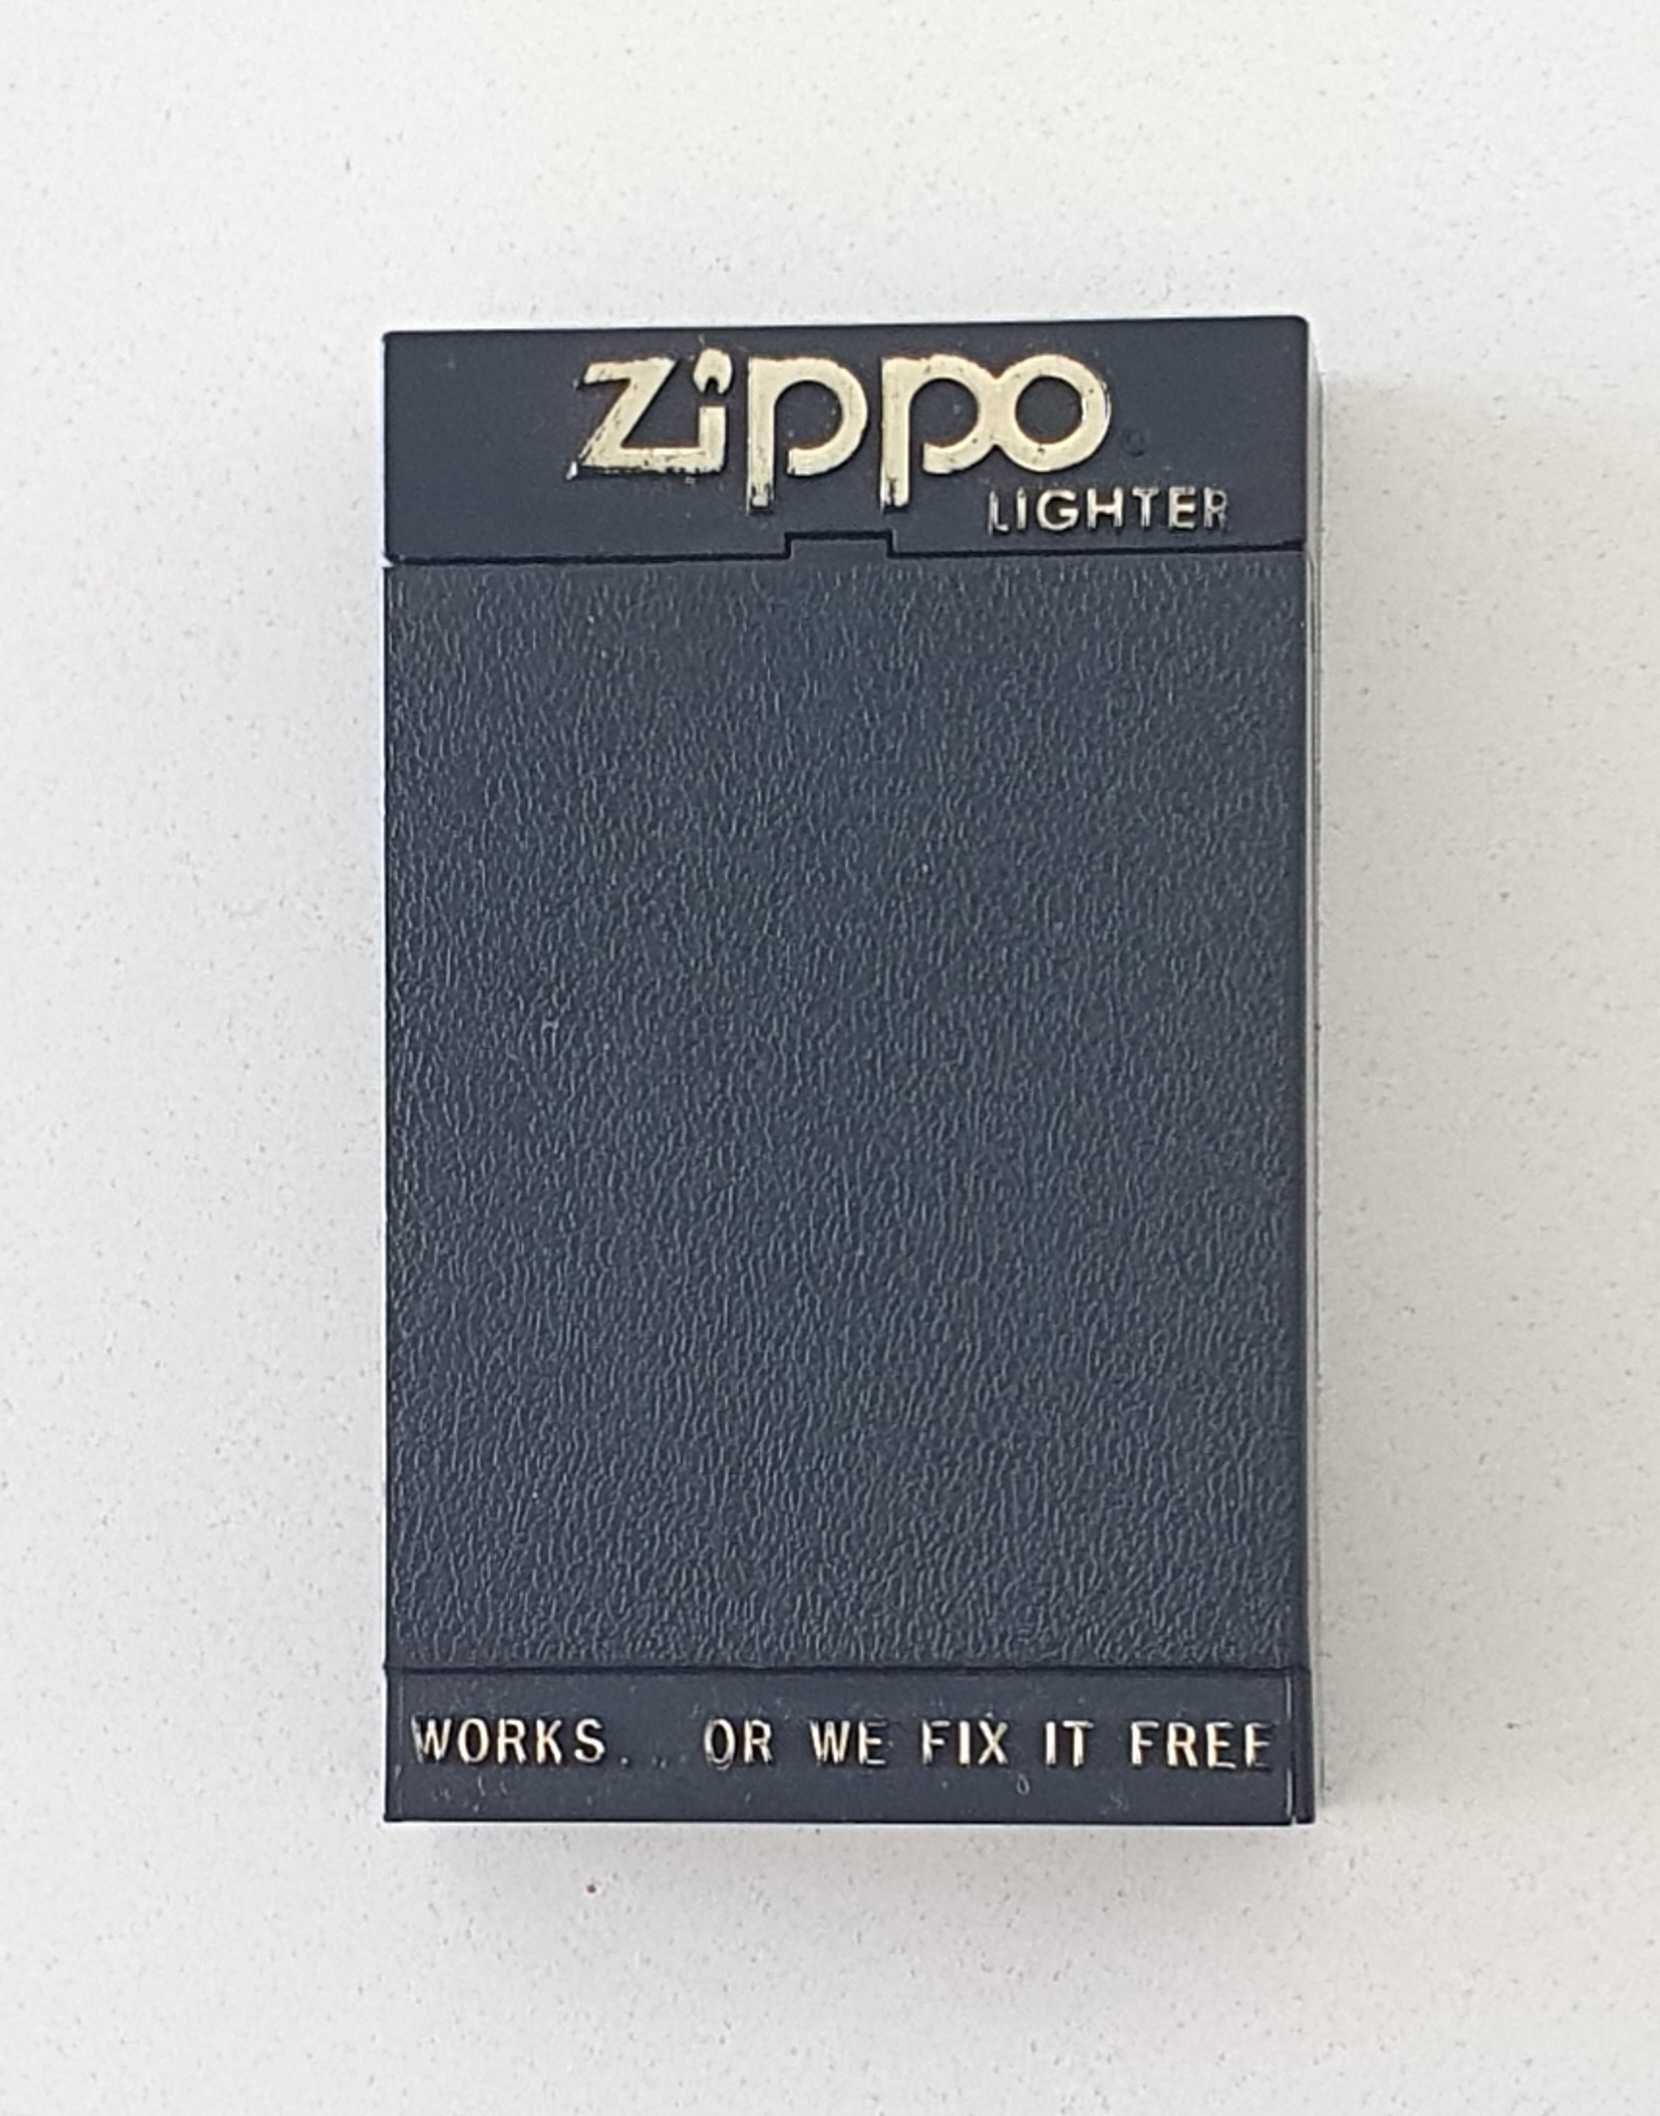 Zippo
LIGHTER
WORKS... OR WE FIX IT FREE